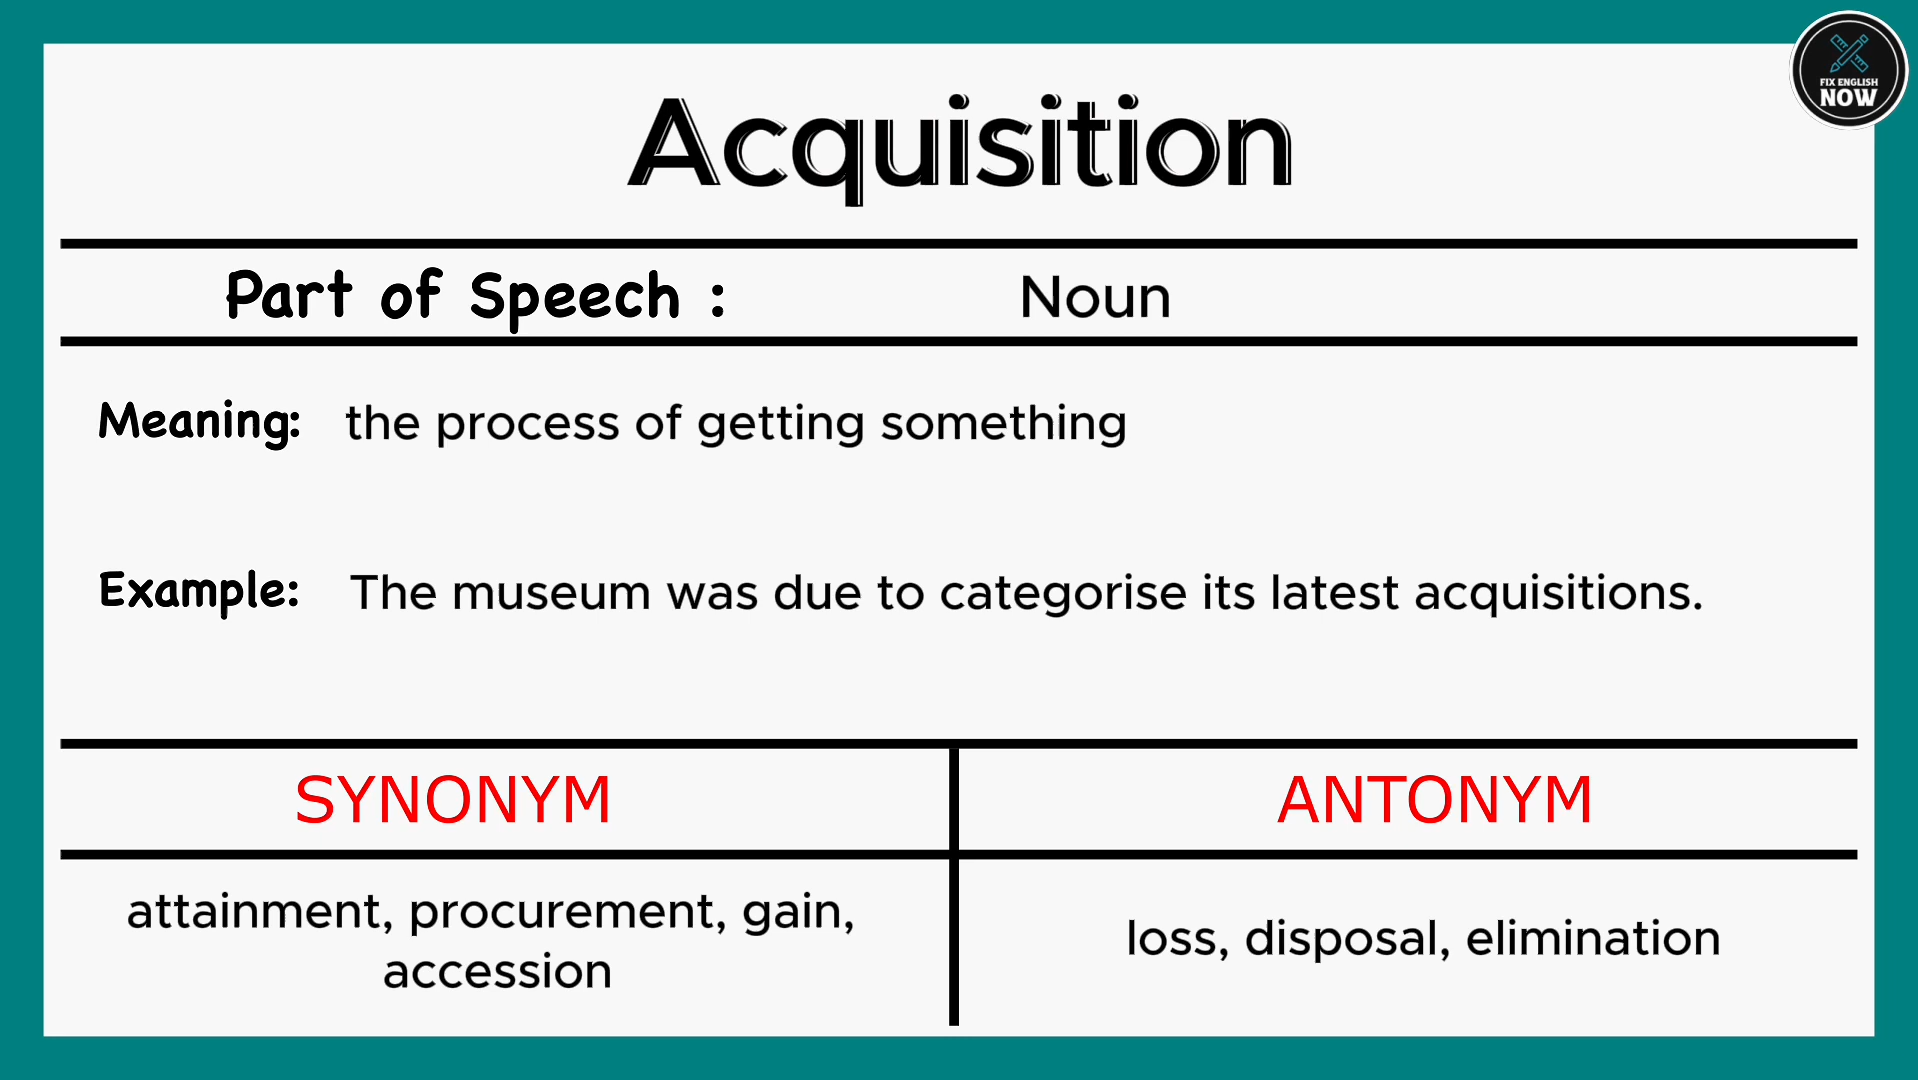 FIX ENGLISH
NOW
Acquisition
Part of Speech : Noun
Meaning: the process of getting something
Example: The museum was due to categorise its latest acquisitions.
SYNONYM
ANTONYM
attainment, procurement, gain,
accession
loss, disposal, elimination